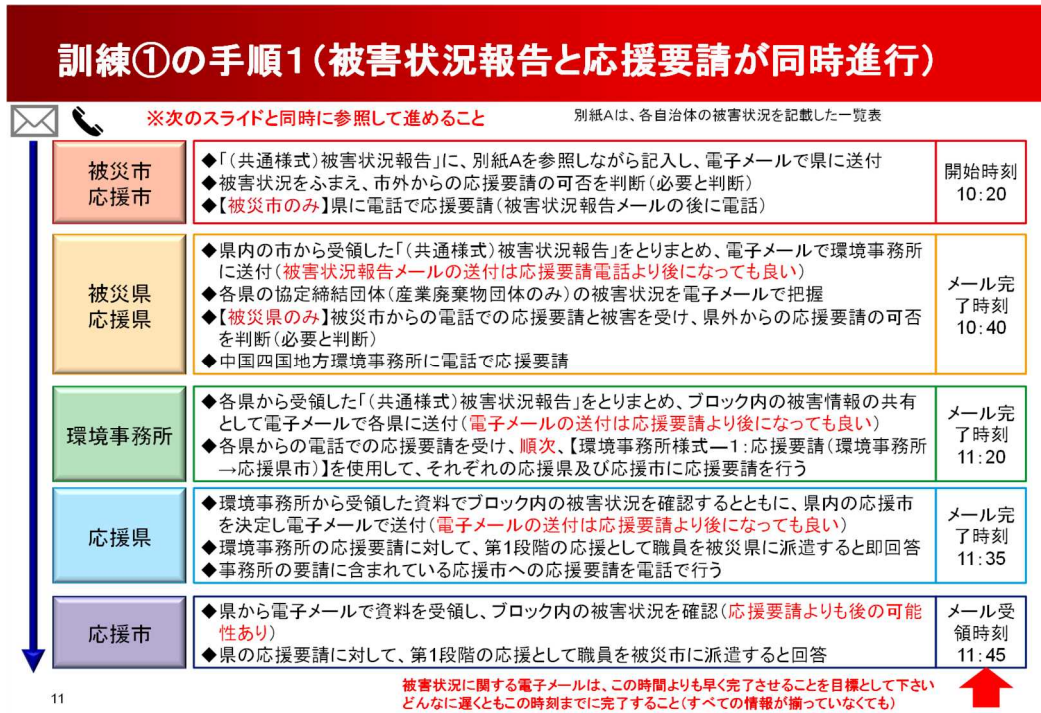 訓練①の手順1(被害状況報告と応援要請が同時進行)
※次のスライドと同時に参照して進めること
別紙Aは、各自治体の被害状況を記載した一覧表
被災市
応援市
◆「(共通様式)被害状況報告」に、別紙Aを参照しながら記入し、電子メールで県に送付
◆被害状況をふまえ、市外からの応援要請の可否を判断(必要と判断)
◆【被災市のみ】県に電話で応援要請(被害状況報告メールの後に電話)
開始時刻
10:20
被災県
応援県
◆県内の市から受領した「(共通様式)被害状況報告」をとりまとめ、電子メールで環境事務所
に送付(被害状況報告メールの送付は応援要請電話より後になっても良い)
◆各県の協定締結団体(産業廃棄物団体のみ)の被害状況を電子メールで把握
◆【被災県のみ】被災市からの電話での応援要請と被害を受け、県外からの応援要請の可否
を判断(必要と判断)
◆中国四国地方環境事務所に電話で応援要請
メール完
了時刻
10:40
環境事務所
◆各県から受領した「(共通様式)被害状況報告」をとりまとめ、ブロック内の被害情報の共有
として電子メールで各県に送付(電子メールの送付は応援要請より後になっても良い)
◆各県からの電話での応援要請を受け、順次、【環境事務所様式―1:応援要請(環境事務所
→応援県市)】を使用して、それぞれの応援県及び応援市に応援要請を行う
メール完
了時刻
11:20
応援県
◆環境事務所から受領した資料でブロック内の被害状況を確認するとともに、県内の応援市
を決定し電子メールで送付(電子メールの送付は応援要請より後になっても良い)
◆環境事務所の応援要請に対して、第1段階の応援として職員を被災県に派遣すると即回答
◆事務所の要請に含まれている応援市への応援要請を電話で行う
メール完
了時刻
11:35
応援市
◆県から電子メールで資料を受領し、ブロック内の被害状況を確認(応援要請よりも後の可能
性あり)
◆県の応援要請に対して、第1段階の応援として職員を被災市に派遣すると回答
メール受
領時刻
11:45
被害状況に関する電子メールは、この時間よりも早く完了させることを目標として下さい
どんなに遅くともこの時刻までに完了すること(すべての情報が揃っていなくても)
11